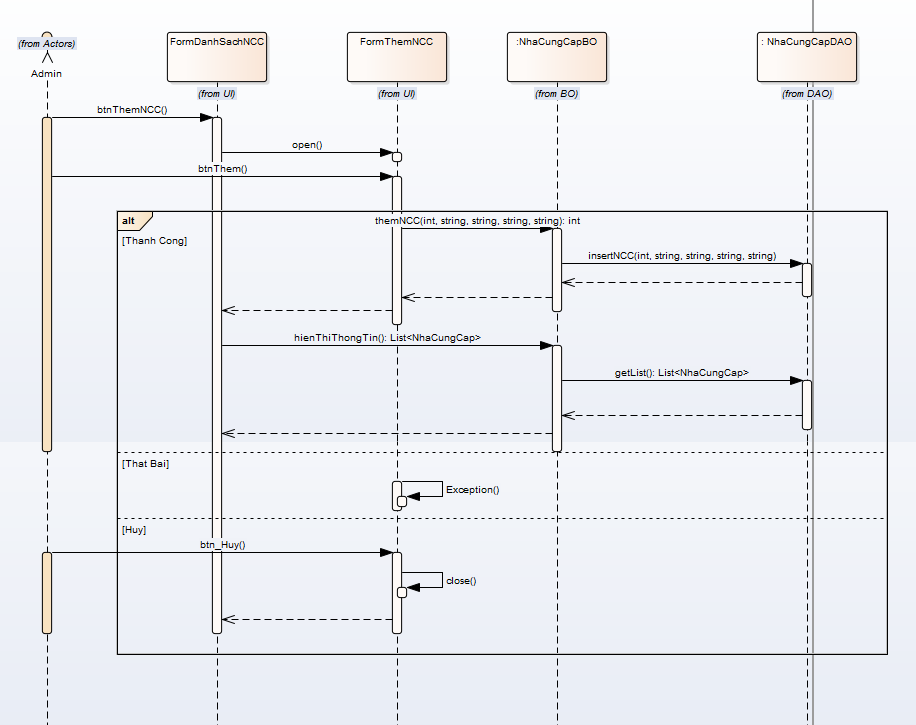 (from Actors)
Admin
FormDanhSachNCC
(from UI)
FormThemNCC
(from UI)
:NhaCungCapBO
(from BO)
: NhaCungCapDAO
(from DAO)
btnThemNCC()
open()
btnThem()
alt
[Thanh Cong]
themNCC(int, string, string, string, string): int
insertNCC(int, string, string, string, string)
hienThiThongTin(): List<NhaCungCap>
getList(): List<NhaCungCap>
[That Bai]
Exception()
[Huy]
btn_Huy()
close()